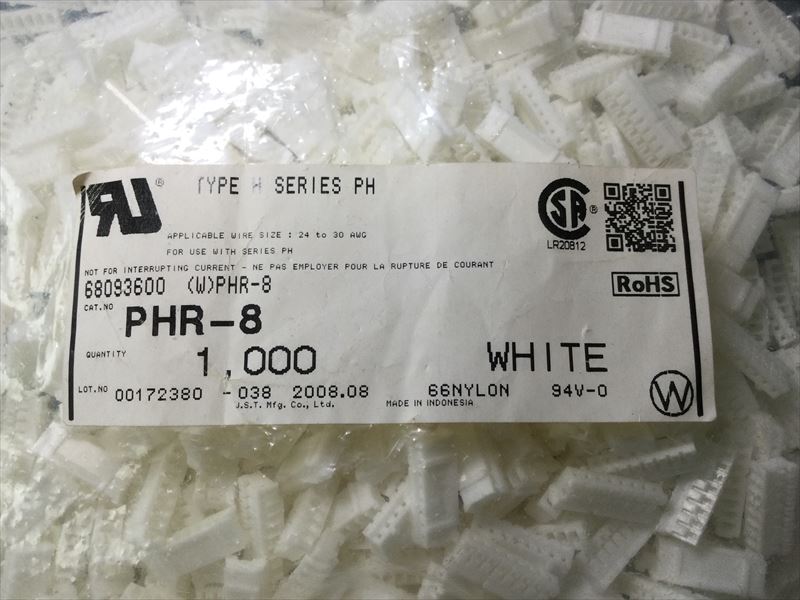 RU ®
TYPE H SERIES PH
APPLICABLE WIRE SIZE : 24 to 30 AWG
FOR USE WITH SERIES PH
NOT FOR INTERRUPTING CURRENT - NE PAS EMPLOYER POUR LA RUPTURE DE COURANT
CSA ®
LR20812
RoHS
68093600 (W)PHR-8
CAT.NO
PHR-8
QUANTITY 1,000 WHITE
LOT.NO 00172380 -038 2008.08 66NYLON 94V-0
J.S.T. Mfg. Co., Ltd. MADE IN INDONESIA
W